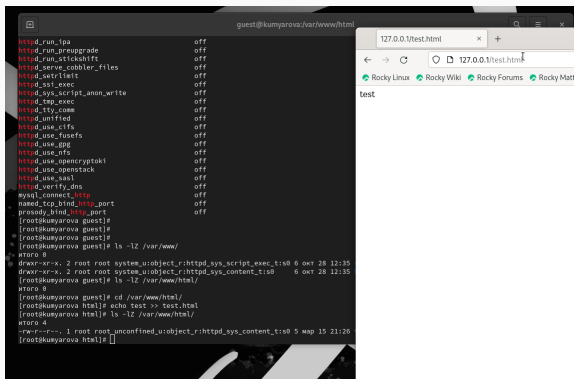 guest@kumyarova:/var/www/html
httpd_run_ipa off
httpd_run_preupgrade off
httpd_run_stickshift off
httpd_serve_cobbler_files off
httpd_setrlimit off
httpd_ssi_exec off
httpd_sys_script_anon_write off
httpd_tmp_exec off
httpd_tty_comm off
httpd_unified off
httpd_use_cifs off
httpd_use_fusefs off
httpd_use_gpg off
httpd_use_nfs off
httpd_use_opencryptoki off
httpd_use_openstack off
httpd_use_sasl off
httpd_verify_dns off
mysql_connect_http off
named_tcp_bind_http_port off
prosody_bind_http_port off
[root@kumyarova guest]#
[root@kumyarova guest]#
[root@kumyarova guest]#
[root@kumyarova guest]# ls -lZ /var/www/
итого 0
drwxr-xr-x. 2 root root system_u:object_r:httpd_sys_script_exec_t:s0 6 окт 28 12:35
drwxr-xr-x. 2 root root system_u:object_r:httpd_sys_content_t:s0 6 окт 28 12:35
[root@kumyarova guest]# ls -lZ /var/www/html/
итого 0
[root@kumyarova guest]# cd /var/www/html/
[root@kumyarova html]# echo test >> test.html
[root@kumyarova html]# ls -lZ /var/www/html/
итого 4
-rw-r--r--. 1 root root unconfined_u:object_r:httpd_sys_content_t:s0 5 мар 15 21:26
[root@kumyarova html]#
127.0.0.1/test.html
127.0.0.1/test.html
Rocky Linux Rocky Wiki Rocky Forums Rocky Matt
test